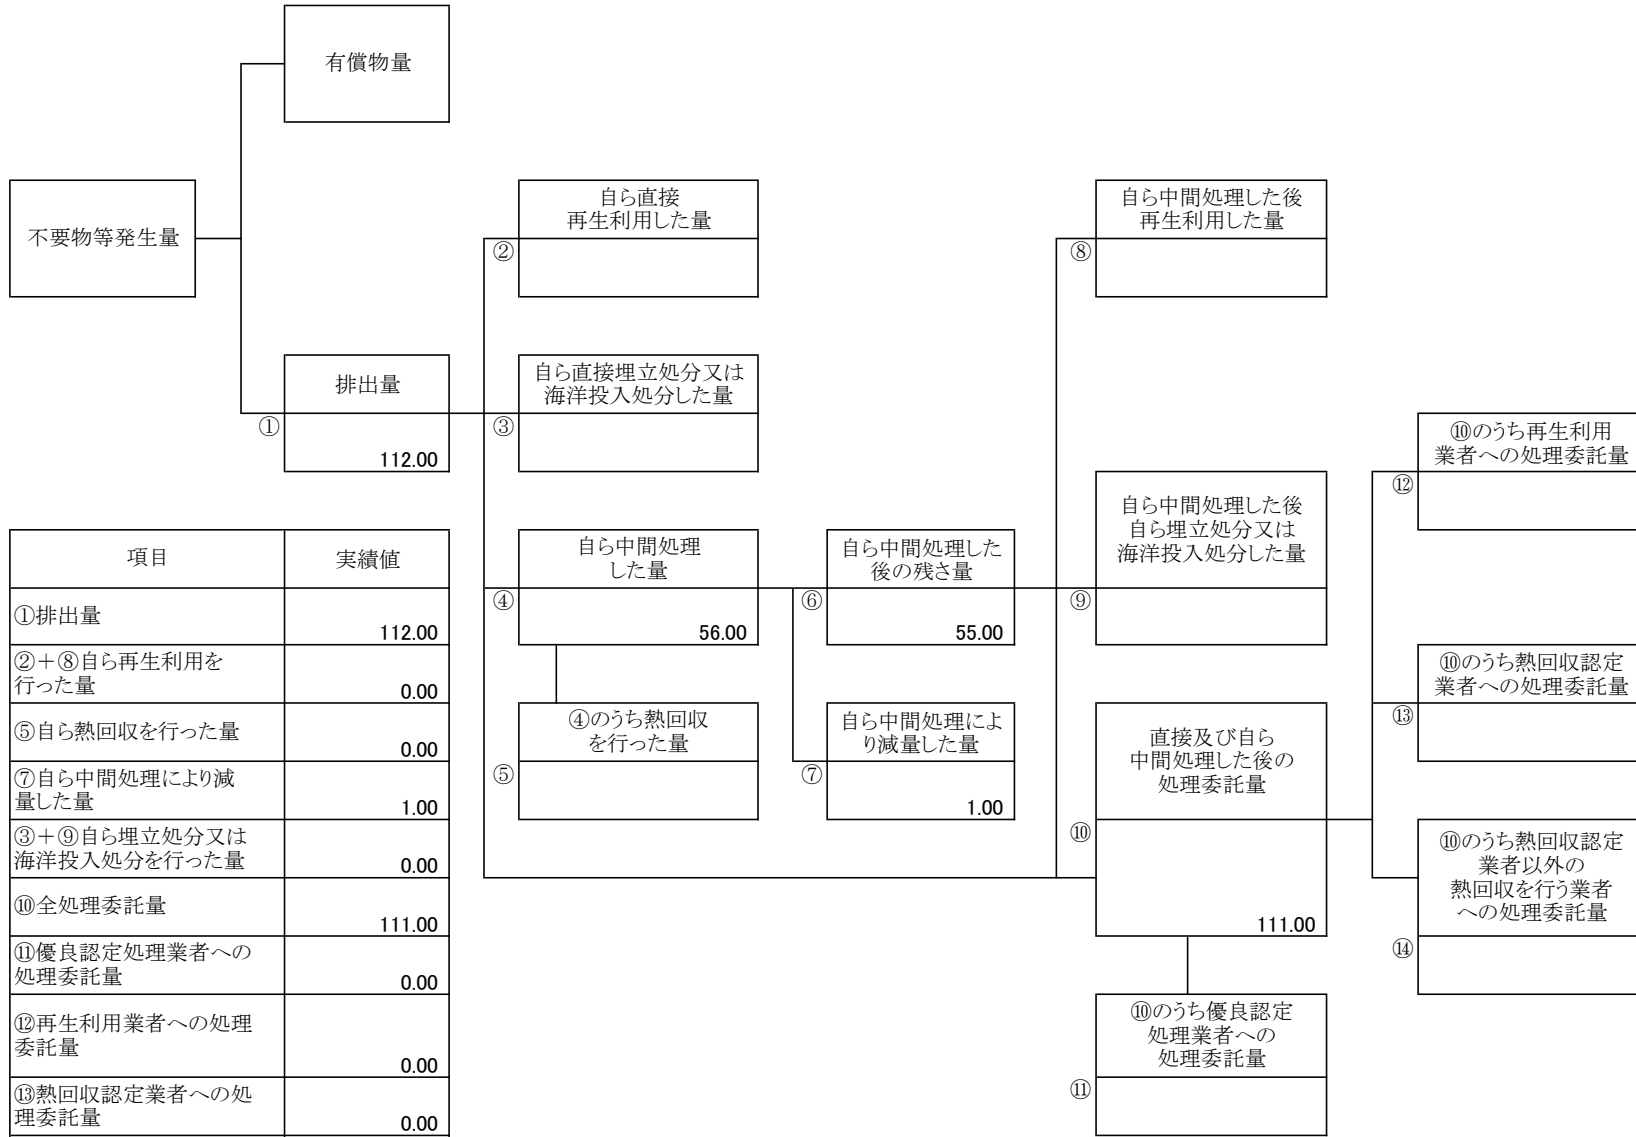 有償物量
不要物等発生量
自ら直接
再生利用した量
②
自ら中間処理した後
再生利用した量
⑧
排出量
①
112.00
自ら直接埋立処分又は
海洋投入処分した量
③
⑩のうち再生利用
業者への処理委託量
⑫
自ら中間処理
した量
④
56.00
自ら中間処理した
後の残さ量
⑥
55.00
自ら中間処理した後
自ら埋立処分又は
海洋投入処分した量
⑨
⑩のうち熱回収認定
業者への処理委託量
⑬
④のうち熱回収
を行った量
⑤
自ら中間処理によ
り減量した量
⑦
1.00
直接及び自ら
中間処理した後の
処理委託量
⑩
111.00
⑩のうち熱回収認定
業者以外の
熱回収を行う業者
への処理委託量
⑭
⑩のうち優良認定
処理業者への
処理委託量
⑪
項目 実績値
①排出量
112.00
②+⑧自ら再生利用を
行った量
0.00
⑤自ら熱回収を行った量
0.00
⑦自ら中間処理により減
量した量
1.00
③+⑨自ら埋立処分又は
海洋投入処分を行った量
0.00
⑩全処理委託量
111.00
⑪優良認定処理業者への
処理委託量
0.00
⑫再生利用業者への処理
委託量
0.00
⑬熱回収認定業者への処
理委託量
0.00